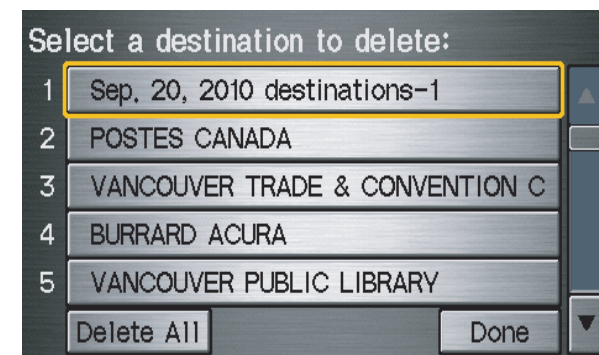 Select a destination to delete:
1 Sep. 20, 2010 destinations-1
2 POSTES CANADA
3 VANCOUVER TRADE & CONVENTION C
4 BURRARD ACURA
5 VANCOUVER PUBLIC LIBRARY
Delete All Done